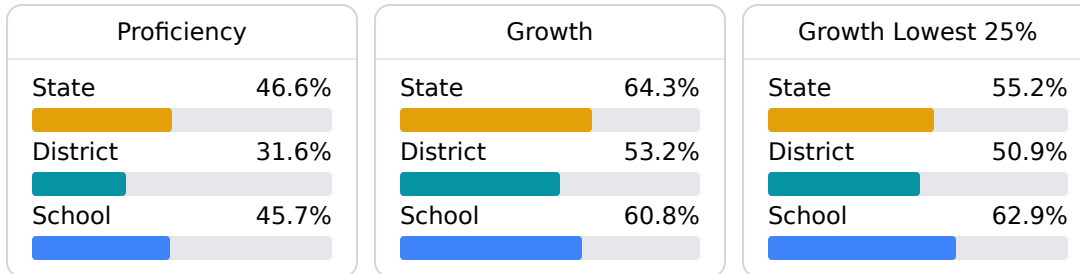 Proficiency
State 46.6%
District 31.6%
School 45.7%
Growth
State 64.3%
District 53.2%
School 60.8%
Growth Lowest 25%
State 55.2%
District 50.9%
School 62.9%